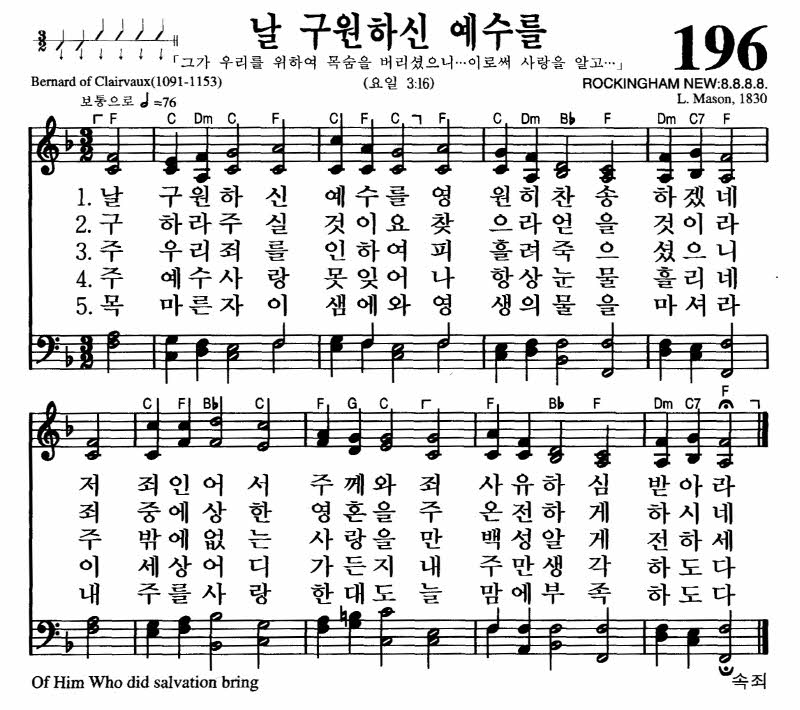 날 구원하신 예수를
196
「그가 우리를 위하여 목숨을 버리셨으니…이로써 사랑을 알고…」
Bernard of Clairvaux(1091-1153)
(요일 3:16)
ROCKINGHAM NEW:8.8.8.8.
보통으로 =76
L. Mason, 1830
F C Dm C F C F C F C Dm B♭ F Dm C7 F
1. 날 구원하 신 예수를 영 원히찬 송 하겠네
2. 구 하라주 실 것이요 찾 으라얻 을 것이라
3. 주 우리죄 를 인하여 피 흘려죽 으 셨으니
4. 주 예수사 랑 못잊어 나 항상눈 물 흘리네
5. 목 마른자 이 샘에와 영 생의물 을 마셔라
C F B♭ C F G C F B♭ F Dm C7 F
저 죄인어 서 주께와 죄 사유하 심 받아라
죄 중에상 한 영혼을 주 온전하 게 하시네
주 밖에없 는 사랑을 만 백성알 게 전하세
이 세상어 디 가든지 내 주만생 각 하도다
내 주를사 랑 한대도 늘 맘에부 족 하도다
Of Him Who did salvation bring
속죄